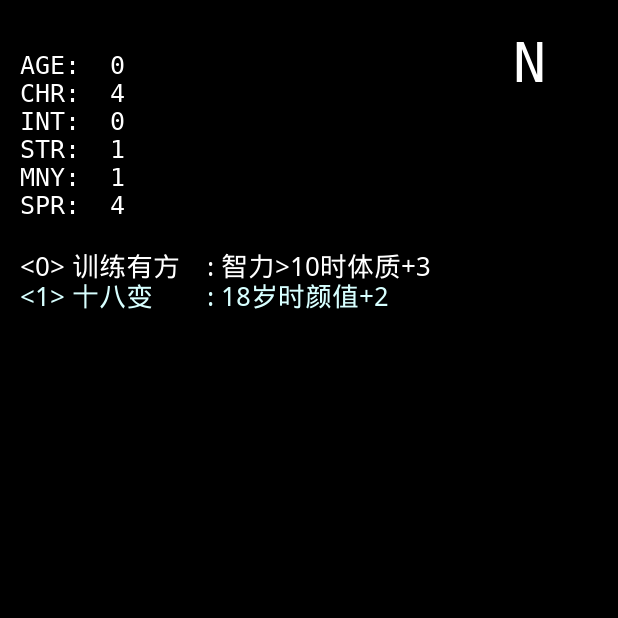 N
AGE: 0
CHR: 4
INT: 0
STR: 1
MNY: 1
SPR: 4
<0> 训练有方 : 智力>10时体质+3
<1> 十八变 : 18岁时颜值+2